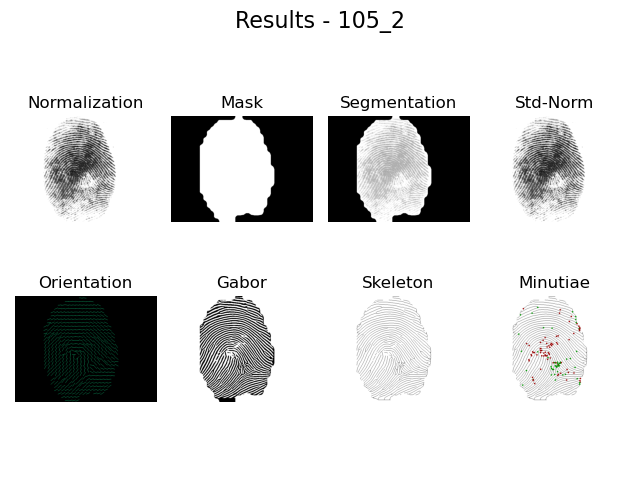 Results - 105_2
Normalization
Mask
Segmentation
Std-Norm
Orientation
Gabor
Skeleton
Minutiae